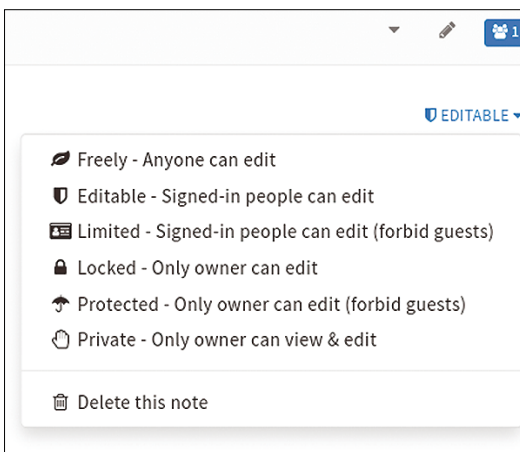 1
EDITABLE
Freely - Anyone can edit
Editable - Signed-in people can edit
Limited - Signed-in people can edit (forbid guests)
Locked - Only owner can edit
Protected - Only owner can edit (forbid guests)
Private - Only owner can view & edit
Delete this note